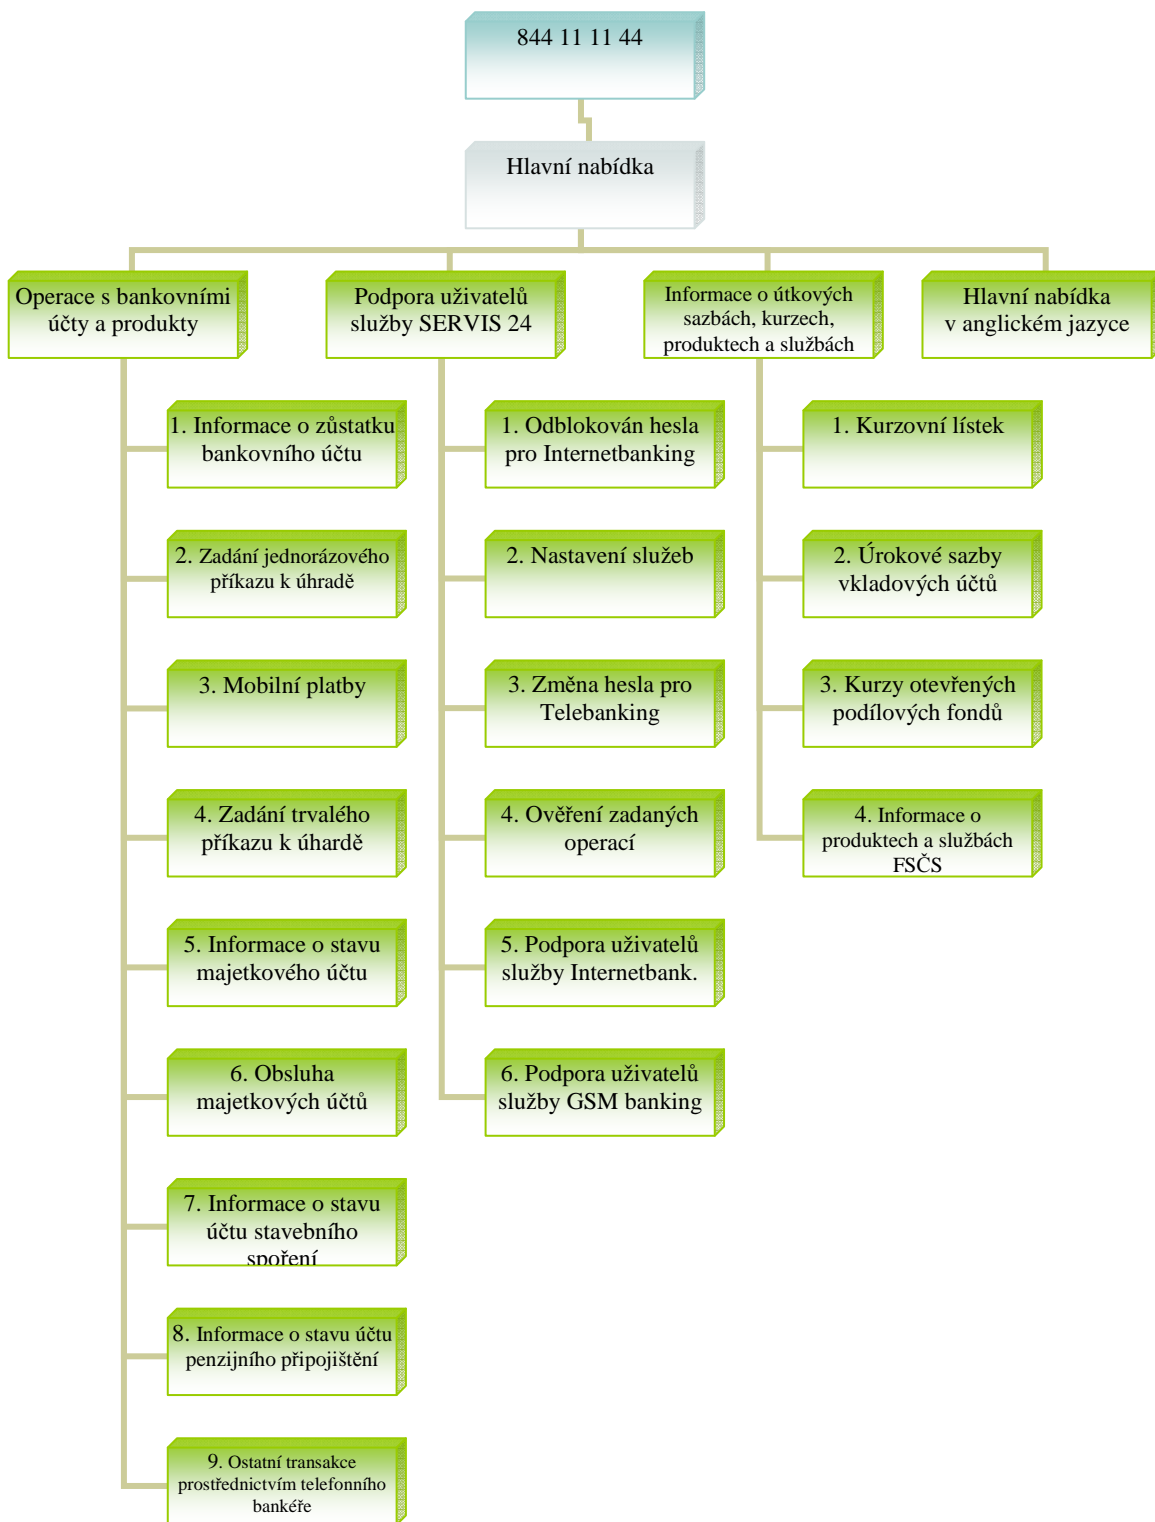 844 11 11 44
Hlavní nabídka
Operace s bankovními
účty a produkty
Podpora uživatelů
služby SERVIS 24
Informace o útkových
sazbách, kurzech,
produktech a službách
Hlavní nabídka
v anglickém jazyce
1. Informace o zůstatku
bankovního účtu
2. Zadání jednorázového
příkazu k úhradě
3. Mobilní platby
4. Zadání trvalého
příkazu k úhardě
5. Informace o stavu
majetkového účtu
6. Obsluha
majetkových účtů
7. Informace o stavu
účtu stavebního
spoření
8. Informace o stavu účtu
penzijního připojištění
9. Ostatní transakce
prostřednictvím telefonního
bankéře
1. Odblokován hesla
pro Internetbanking
2. Nastavení služeb
3. Změna hesla pro
Telebanking
4. Ověření zadaných
operací
5. Podpora uživatelů
služby Internetbank.
6. Podpora uživatelů
služby GSM banking
1. Kurzovní lístek
2. Úrokové sazby
vkladových účtů
3. Kurzy otevřených
podílových fondů
4. Informace o
produktech a službách
FSČS